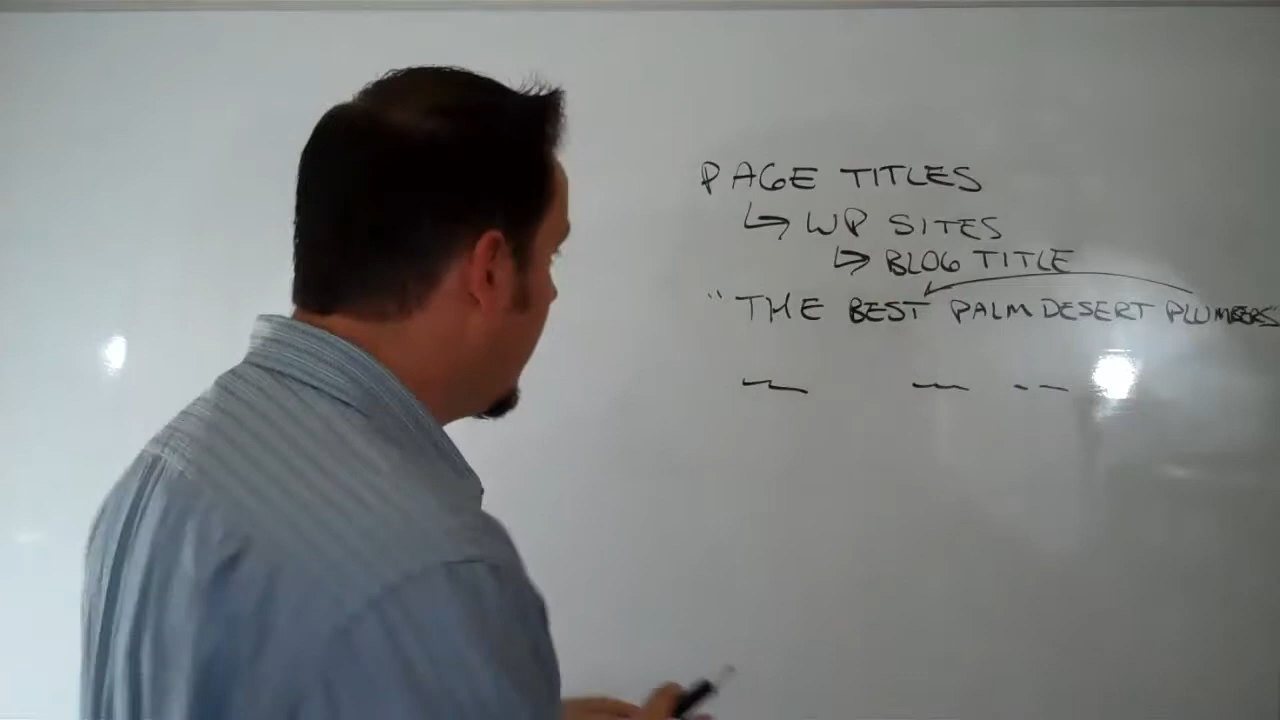 PAGE TITLES
↳ WP SITES
↳ BLOG TITLE
"THE BEST PALM DESERT PLUMBERS